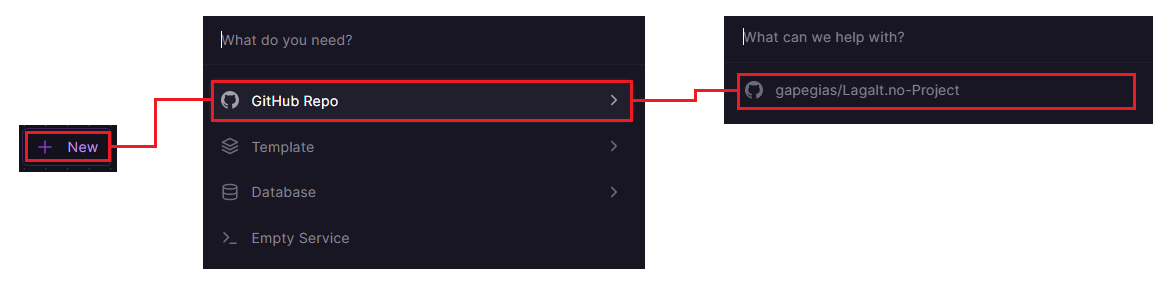 New
What do you need?
GitHub Repo
Template
Database
Empty Service
What can we help with?
gapegias/Lagalt.no-Project